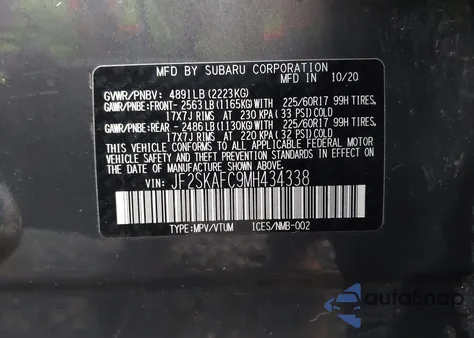 MFD BY SUBARU CORPORATION
MFD IN 10/20
GVWR/PNBV: 4891LB (2223KG)
GAWR/PNBE:FRONT- 2563LB(1165KG)WITH 225/60R17 99H TIRES,
17X7J RIMS AT 230 KPA (33 PSI) COLD
GAWR/PNBE:REAR - 2486LB(1130KG)WITH 225/60R17 99H TIRES,
17X7J RIMS AT 220 KPA (32 PSI) COLD
THIS VEHICLE CONFORMS TO ALL APPLICABLE FEDERAL MOTOR
VEHICLE SAFETY, BUMPER, AND THEFT PREVENTION STANDARDS
IN EFFECT ON THE DATE OF MANUFACTURE SHOWN ABOVE.
VIN: JF2SKAFC9MH434338
TYPE:MPV/VTUM ICES/NMB-002
autoSnap